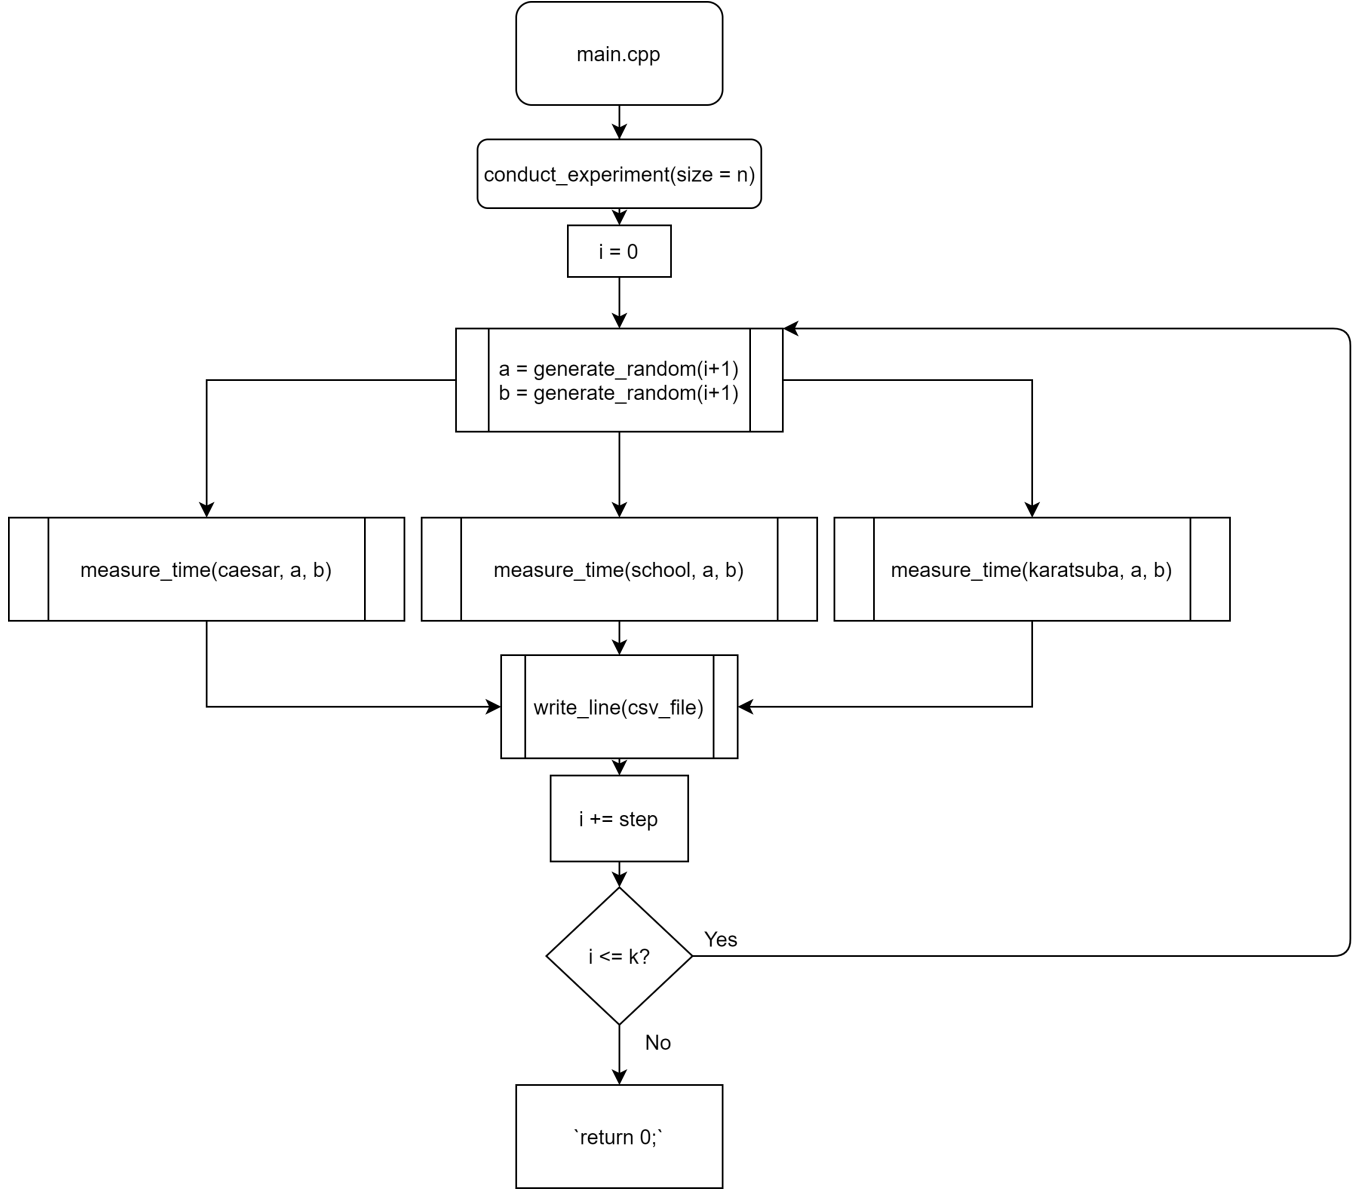 main.cpp
conduct_experiment(size = n)
i = 0
a = generate_random(i+1)
b = generate_random(i+1)
measure_time(caesar, a, b)
measure_time(school, a, b)
measure_time(karatsuba, a, b)
write_line(csv_file)
i += step
i <= k?
Yes
No
`return 0;`